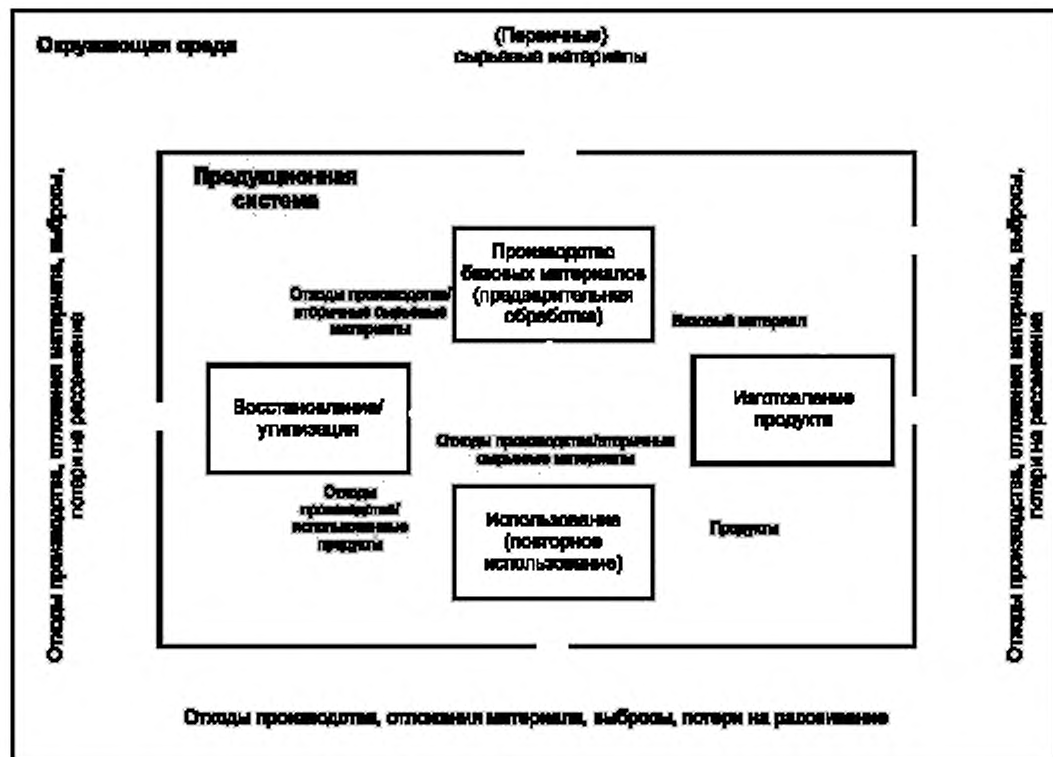 Окружающая среда
(Первичные)
сырьевые материалы
Продукционная
система
Производство
базовых материалов
(предварительная
обработка)
Отходы производства/
вторичные сырьевые
материалы
Базовый материал
Восстановление/
утилизация
Изготовление
продукта
Отходы производства/вторичные
сырьевые материалы
Отходы
производства/
использованные
продукты
Использование
(повторное
использование)
Продукты
Отходы производства, отложения материала, выбросы,
потери на рассеивание
Отходы производства, отложения материала, выбросы,
потери на рассеивание
Отходы производства, отложения материала, выбросы, потери на рассеивание